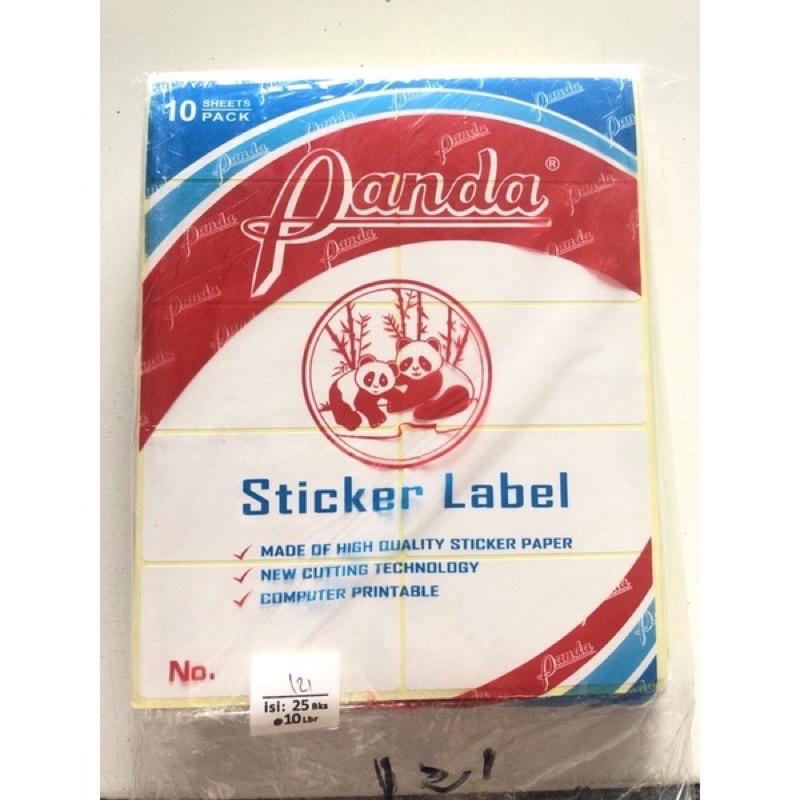 10 SHEETS
PACK
Panda®
Sticker Label
✓ MADE OF HIGH QUALITY STICKER PAPER
✓ NEW CUTTING TECHNOLOGY
✓ COMPUTER PRINTABLE
No.
121
Isi: 25 Bks
@10 Lbr
121